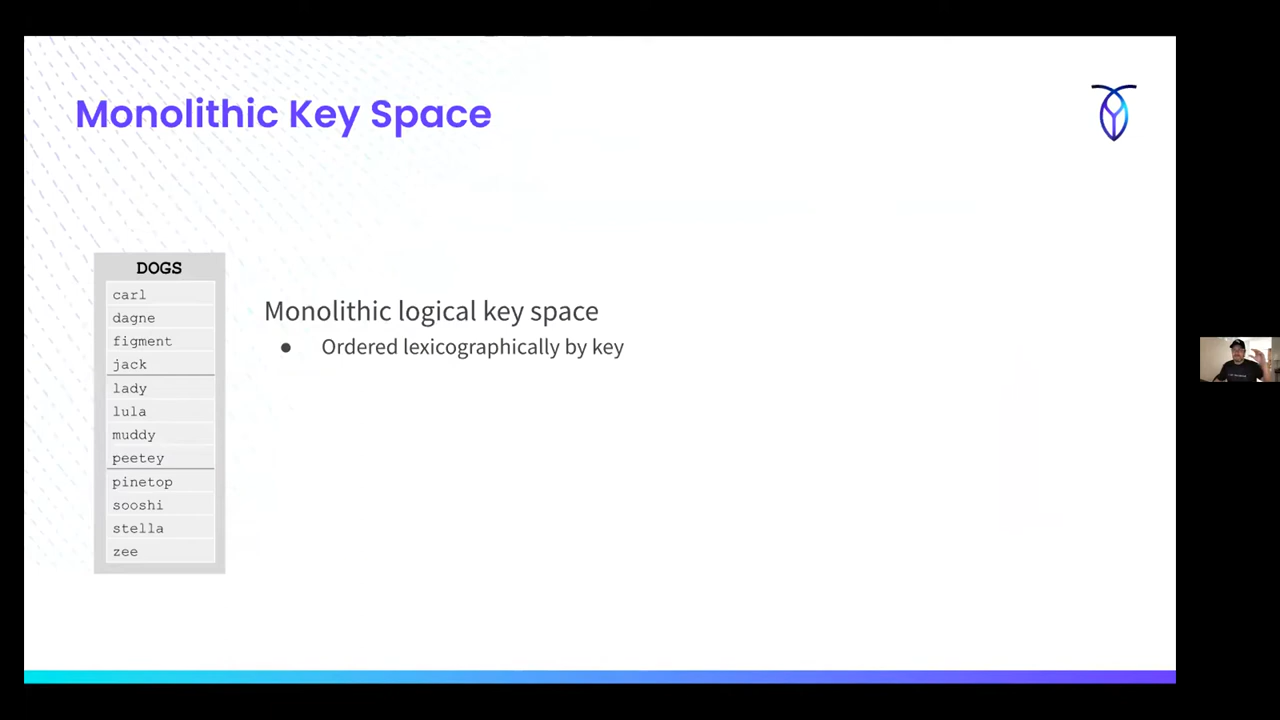 Monolithic Key Space
DOGS
carl
dagne
figment
jack
lady
lula
muddy
peetey
pinetop
sooshi
stella
zee
Monolithic logical key space
● Ordered lexicographically by key